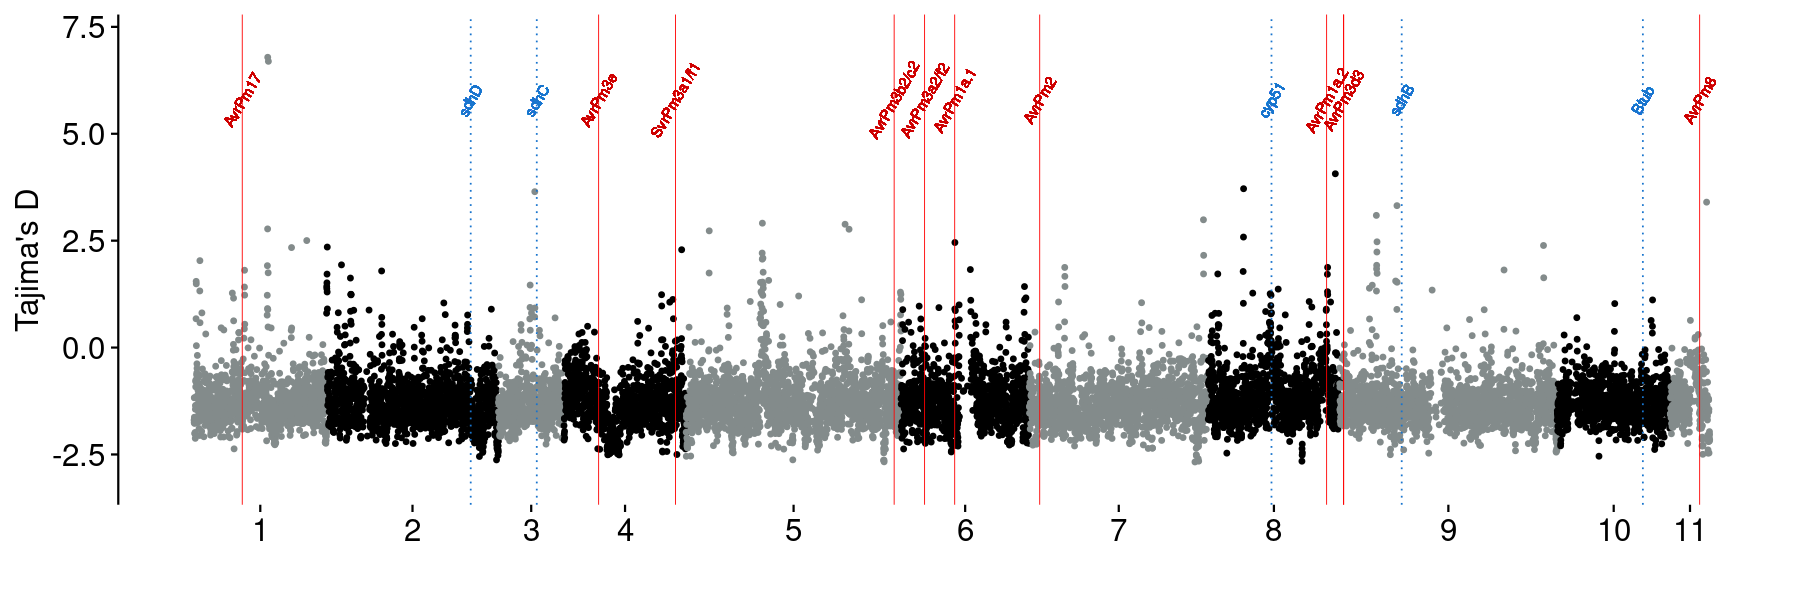 7.5
5.0
2.5
0.0
-2.5
Tajima's D
AvrPm17
sdhD
sdhC
AvrPm3e
SvrPm3a1/f1
AvrPm3b2/c2
AvrPm3a2/f2
AvrPm1a.1
AvrPm2
cyp51
AvrPm1a.2
AvrPm3d3
sdhB
Btub
AvrPm8
1 2 3 4 5 6 7 8 9 10 11